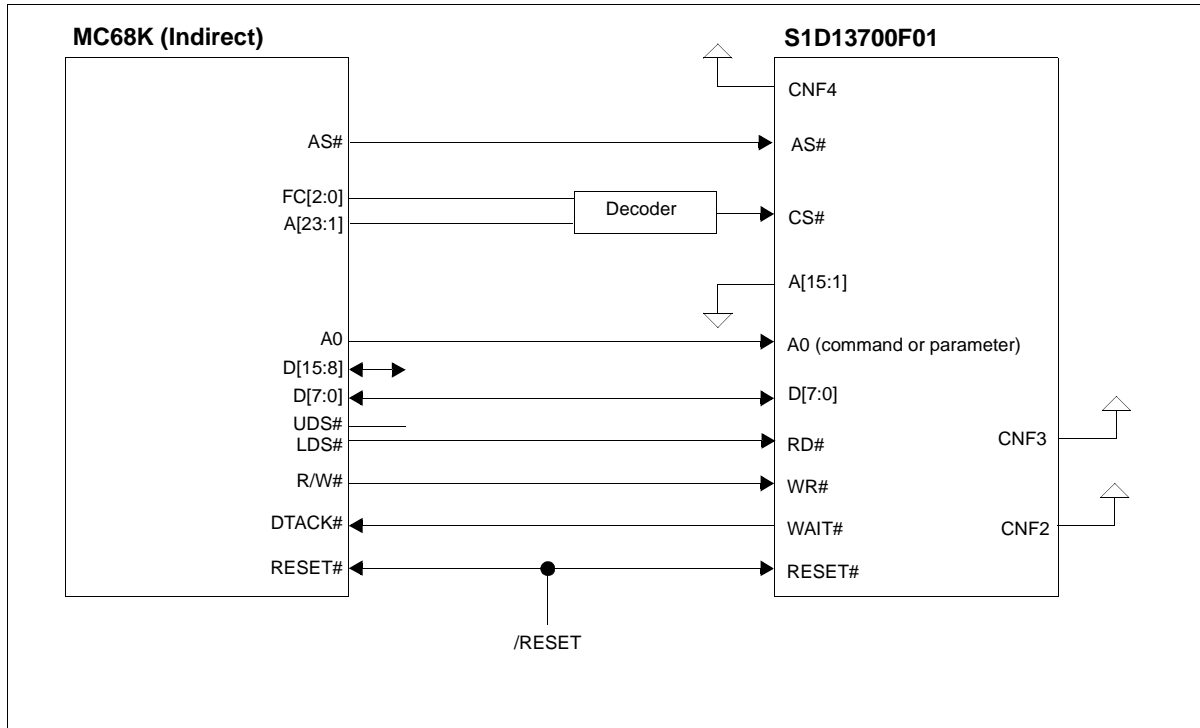 MC68K (Indirect)
S1D13700F01
CNF4
AS#
AS#
FC[2:0]
A[23:1]
Decoder
CS#
A[15:1]
A0
A0 (command or parameter)
D[15:8]
D[7:0]
D[7:0]
UDS#
LDS#
RD#
CNF3
R/W#
WR#
DTACK#
WAIT#
CNF2
RESET#
RESET#
/RESET